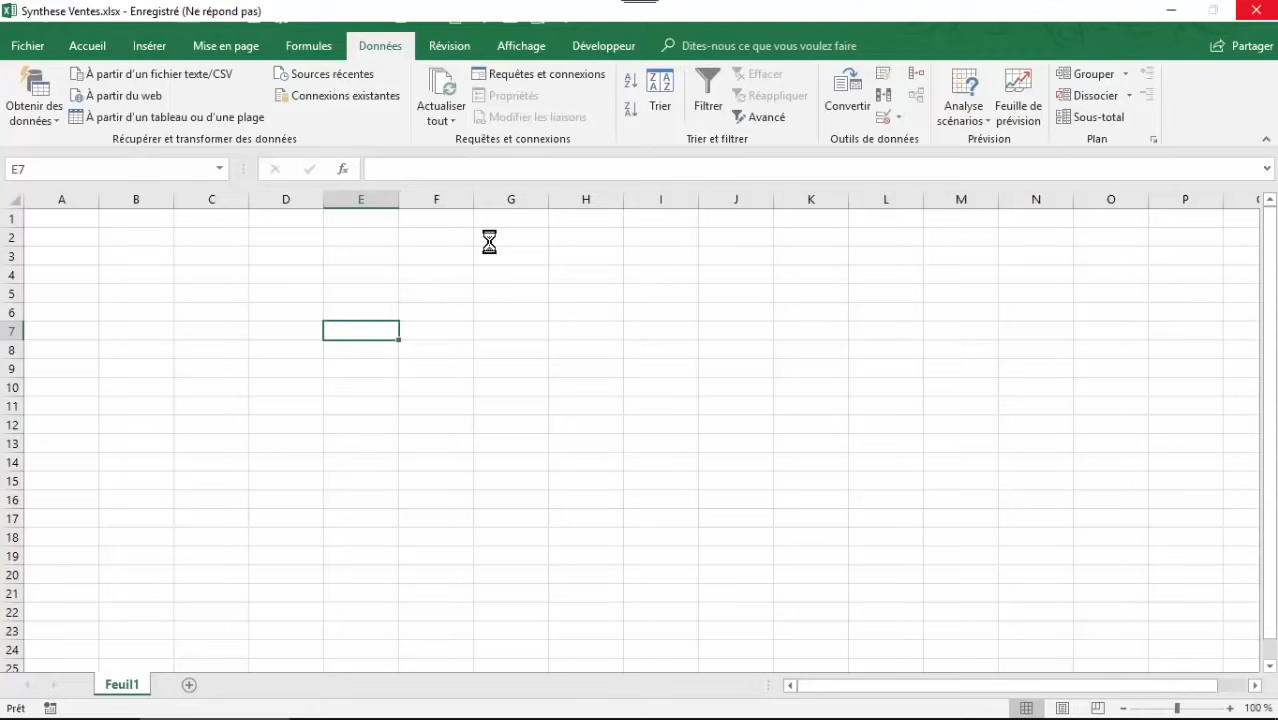 Synthese Ventes.xlsx - Enregistré (Ne répond pas)
Fichier Accueil Insérer Mise en page Formules Données Révision Affichage Développeur Dites-nous ce que vous voulez faire Partager
À partir d'un fichier texte/CSV Sources récentes Requêtes et connexions Effacer Grouper
À partir du web Connexions existantes Propriétés Réappliquer Dissocier
À partir d'un tableau ou d'une plage Modifier les liaisons Avancé Sous-total
Obtenir des données
Actualiser tout
Trier
Filtrer
Convertir
Analyse scénarios
Feuille de prévision
Récupérer et transformer des données Requêtes et connexions Trier et filtrer Outils de données Prévision Plan
E7 fx
A B C D E F G H I J K L M N O P
1
2
3
4
5
6
7
8
9
10
11
12
13
14
15
16
17
18
19
20
21
22
23
24
25
Feuil1
Prêt 100 %